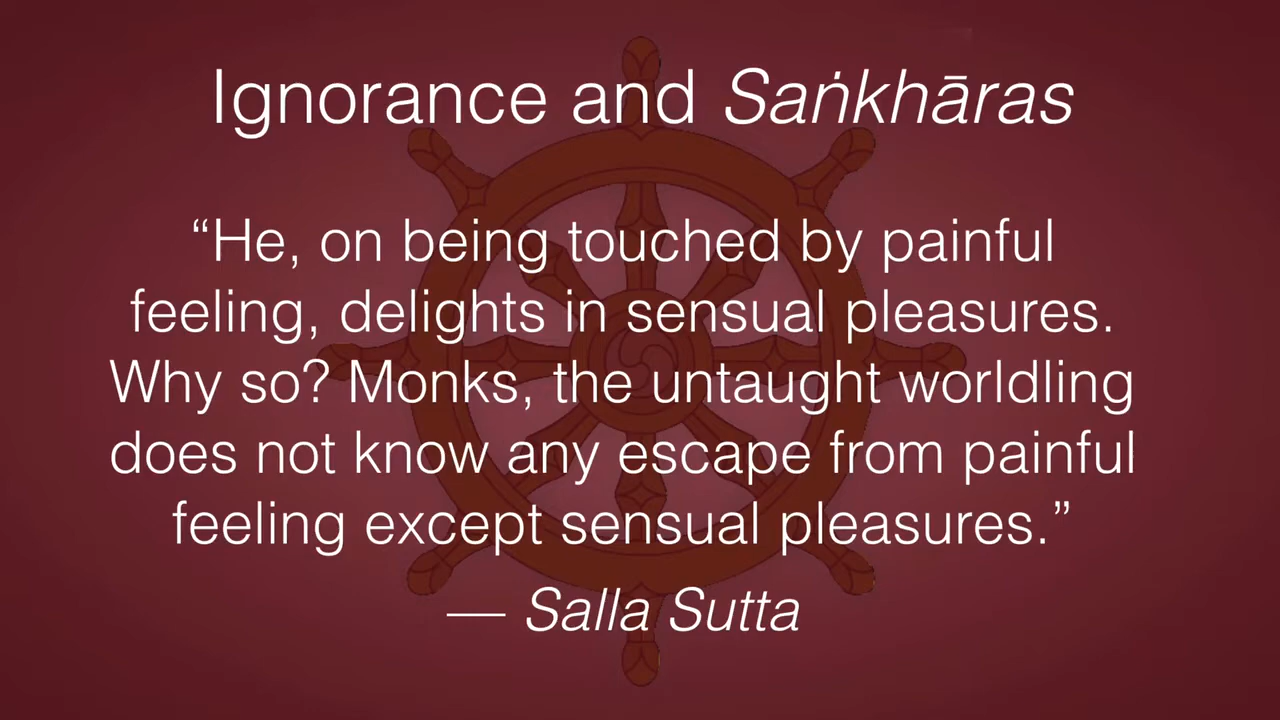 Ignorance and Saṅkhāras
“He, on being touched by painful
feeling, delights in sensual pleasures.
Why so? Monks, the untaught worldling
does not know any escape from painful
feeling except sensual pleasures.”
— Salla Sutta